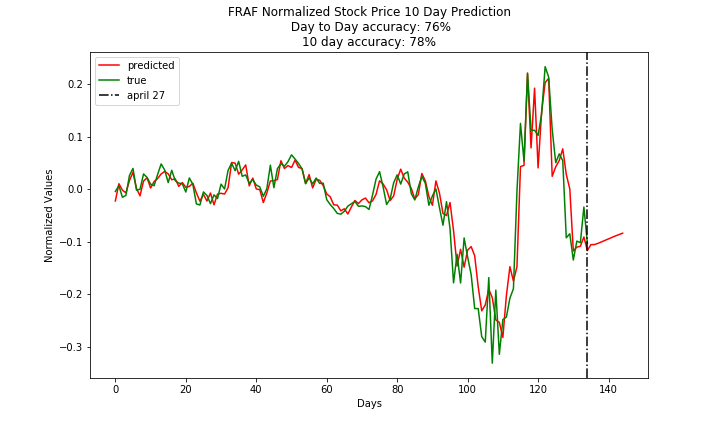 FRAF Normalized Stock Price 10 Day Prediction
Day to Day accuracy: 76%
10 day accuracy: 78%
predicted
true
april 27
0.2
0.1
0.0
−0.1
−0.2
−0.3
Normalized Values
0 20 40 60 80 100 120 140
Days